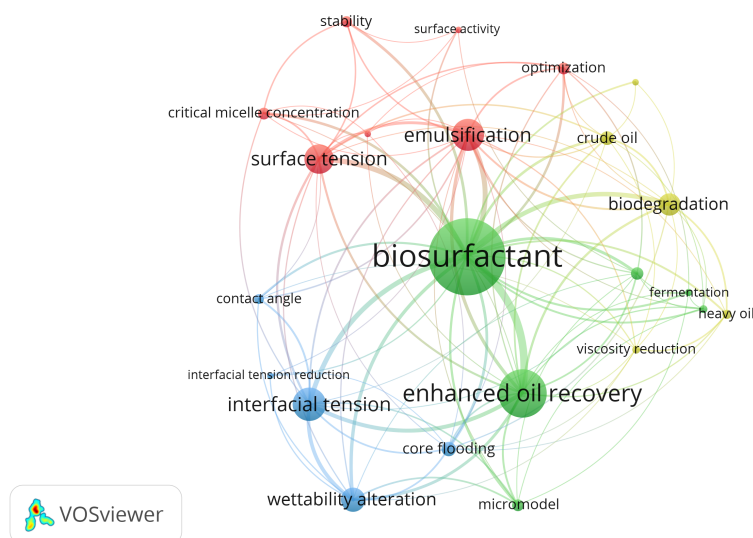 stability
surface activity
optimization
critical micelle concentration
emulsification
crude oil
surface tension
biodegradation
biosurfactant
fermentation
contact angle
heavy oil
viscosity reduction
interfacial tension reduction
enhanced oil recovery
interfacial tension
core flooding
wettability alteration
micromodel
VOSviewer